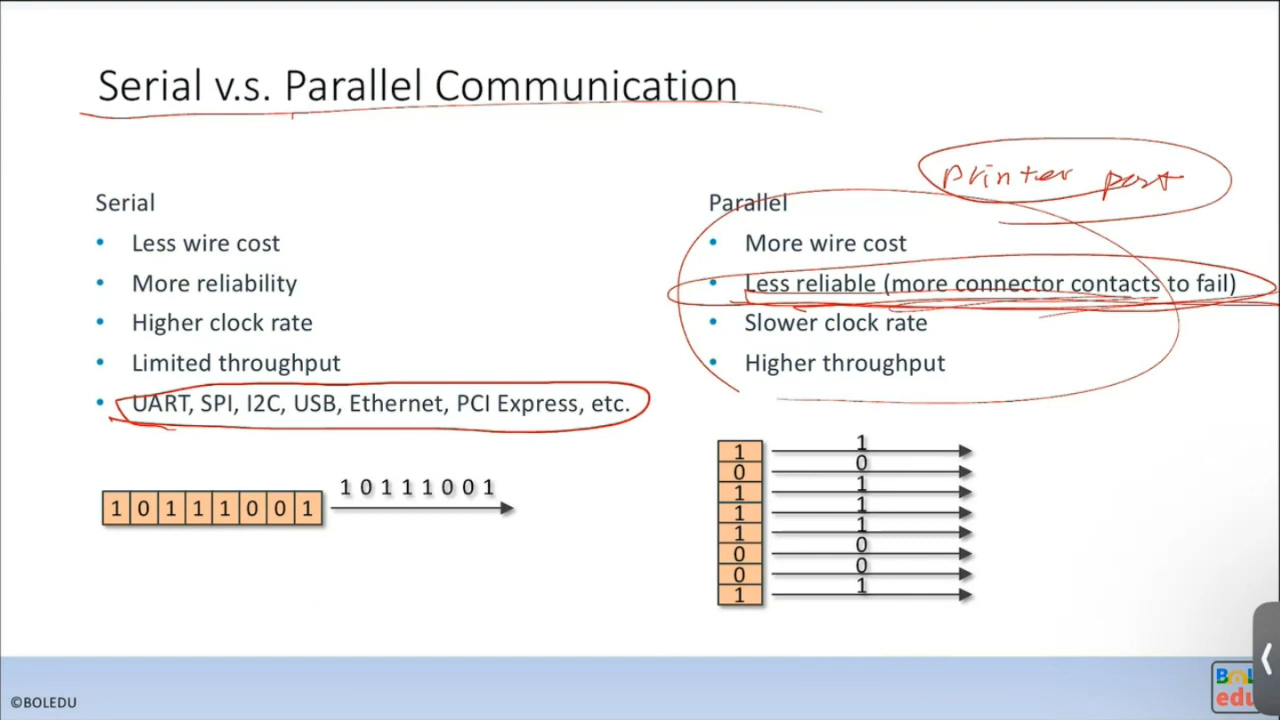 Serial v.s. Parallel Communication
printer port
Serial
• Less wire cost
• More reliability
• Higher clock rate
• Limited throughput
• UART, SPI, I2C, USB, Ethernet, PCI Express, etc.
1 0 1 1 1 0 0 1
1 0 1 1 1 0 0 1
Parallel
• More wire cost
• Less reliable (more connector contacts to fail)
• Slower clock rate
• Higher throughput
1 1
0 0
1 1
1 1
1 1
0 0
0 0
1 1
©BOLEDU
BOL
edu